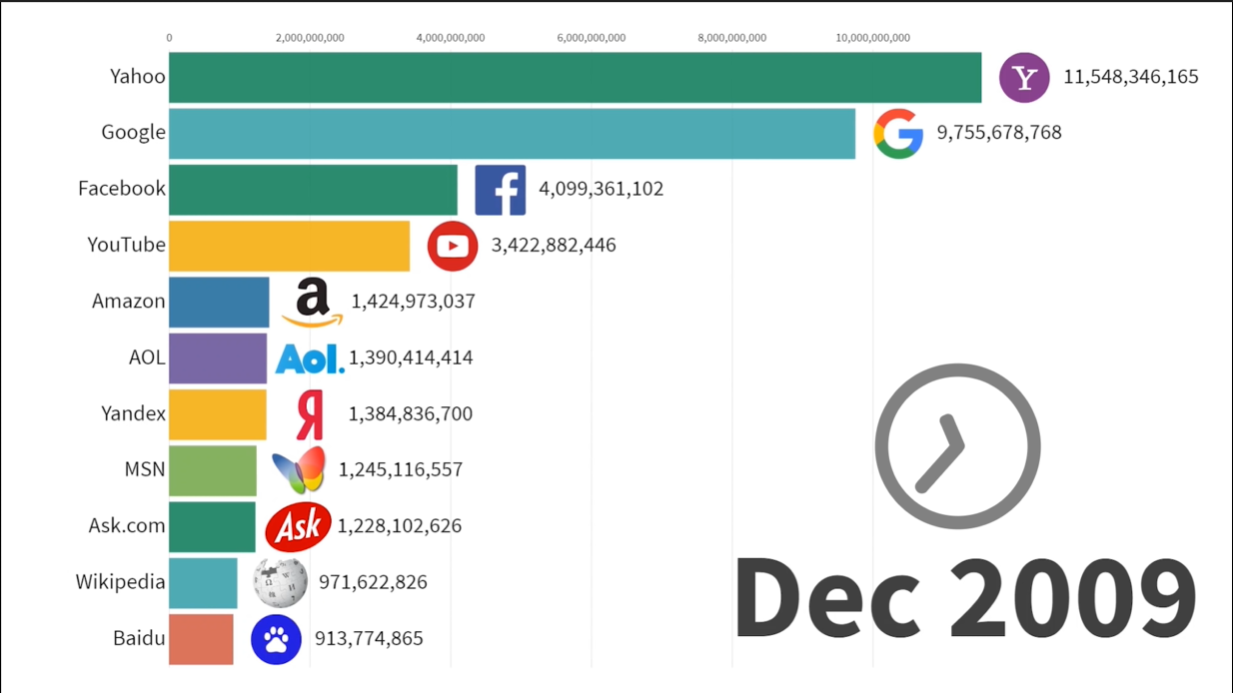 0 2,000,000,000 4,000,000,000 6,000,000,000 8,000,000,000 10,000,000,000
Yahoo Y 11,548,346,165
Google G 9,755,678,768
Facebook f 4,099,361,102
YouTube 3,422,882,446
Amazon a 1,424,973,037
AOL Aol. 1,390,414,414
Yandex Я 1,384,836,700
MSN 1,245,116,557
Ask.com Ask 1,228,102,626
Wikipedia 971,622,826
Baidu 913,774,865
Dec 2009